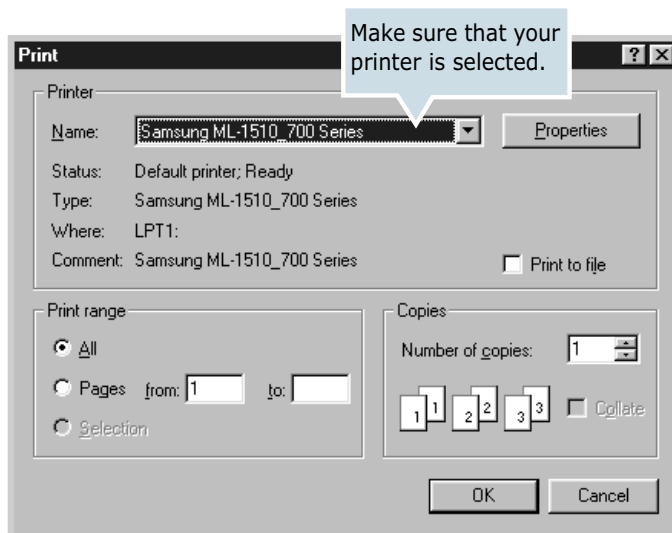 Make sure that your
printer is selected.
Print
Printer
Name: Samsung ML-1510_700 Series Properties
Status: Default printer; Ready
Type: Samsung ML-1510_700 Series
Where: LPT1:
Comment: Samsung ML-1510_700 Series Print to file
Print range
All
Pages from: 1 to:
Selection
Copies
Number of copies: 1
1 1 2 2 3 3 Collate
OK Cancel